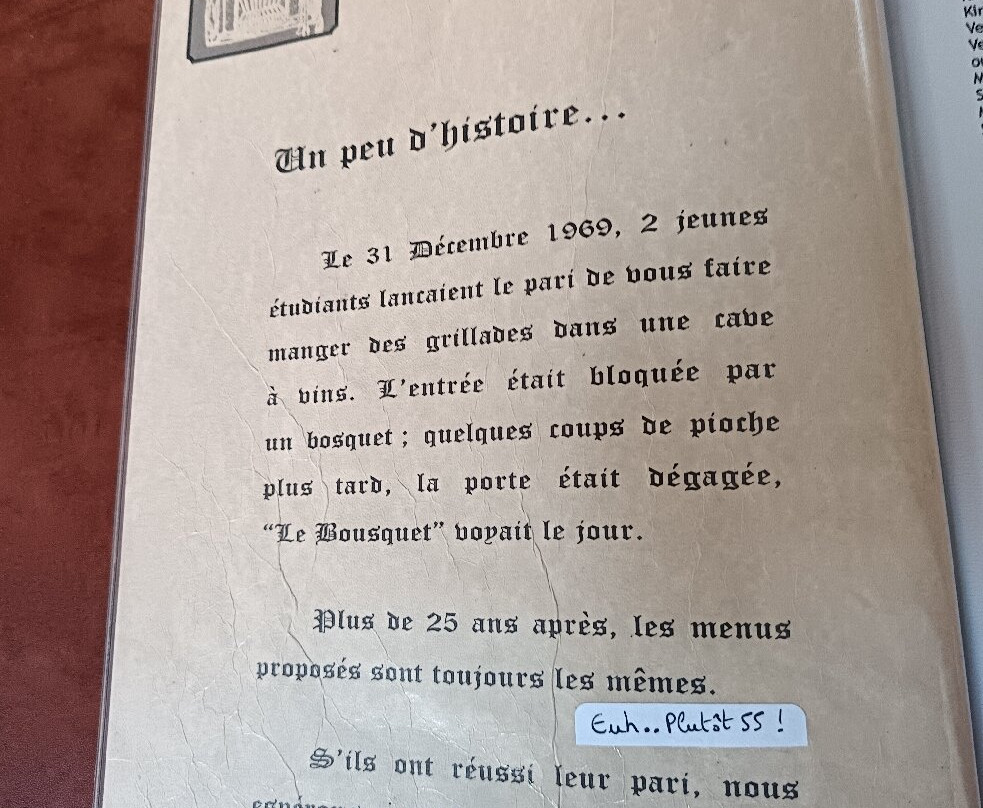 Un peu d'histoire...
Le 31 Décembre 1969, 2 jeunes
étudiants lancaient le pari de vous faire
manger des grillades dans une cave
à vins. L'entrée était bloquée par
un bosquet ; quelques coups de pioche
plus tard, la porte était dégagée,
“Le Bousquet” voyait le jour.
Plus de 25 ans après, les menus
proposés sont toujours les mêmes.
Euh.. Plutôt 55 !
S'ils ont réussi leur pari, nous